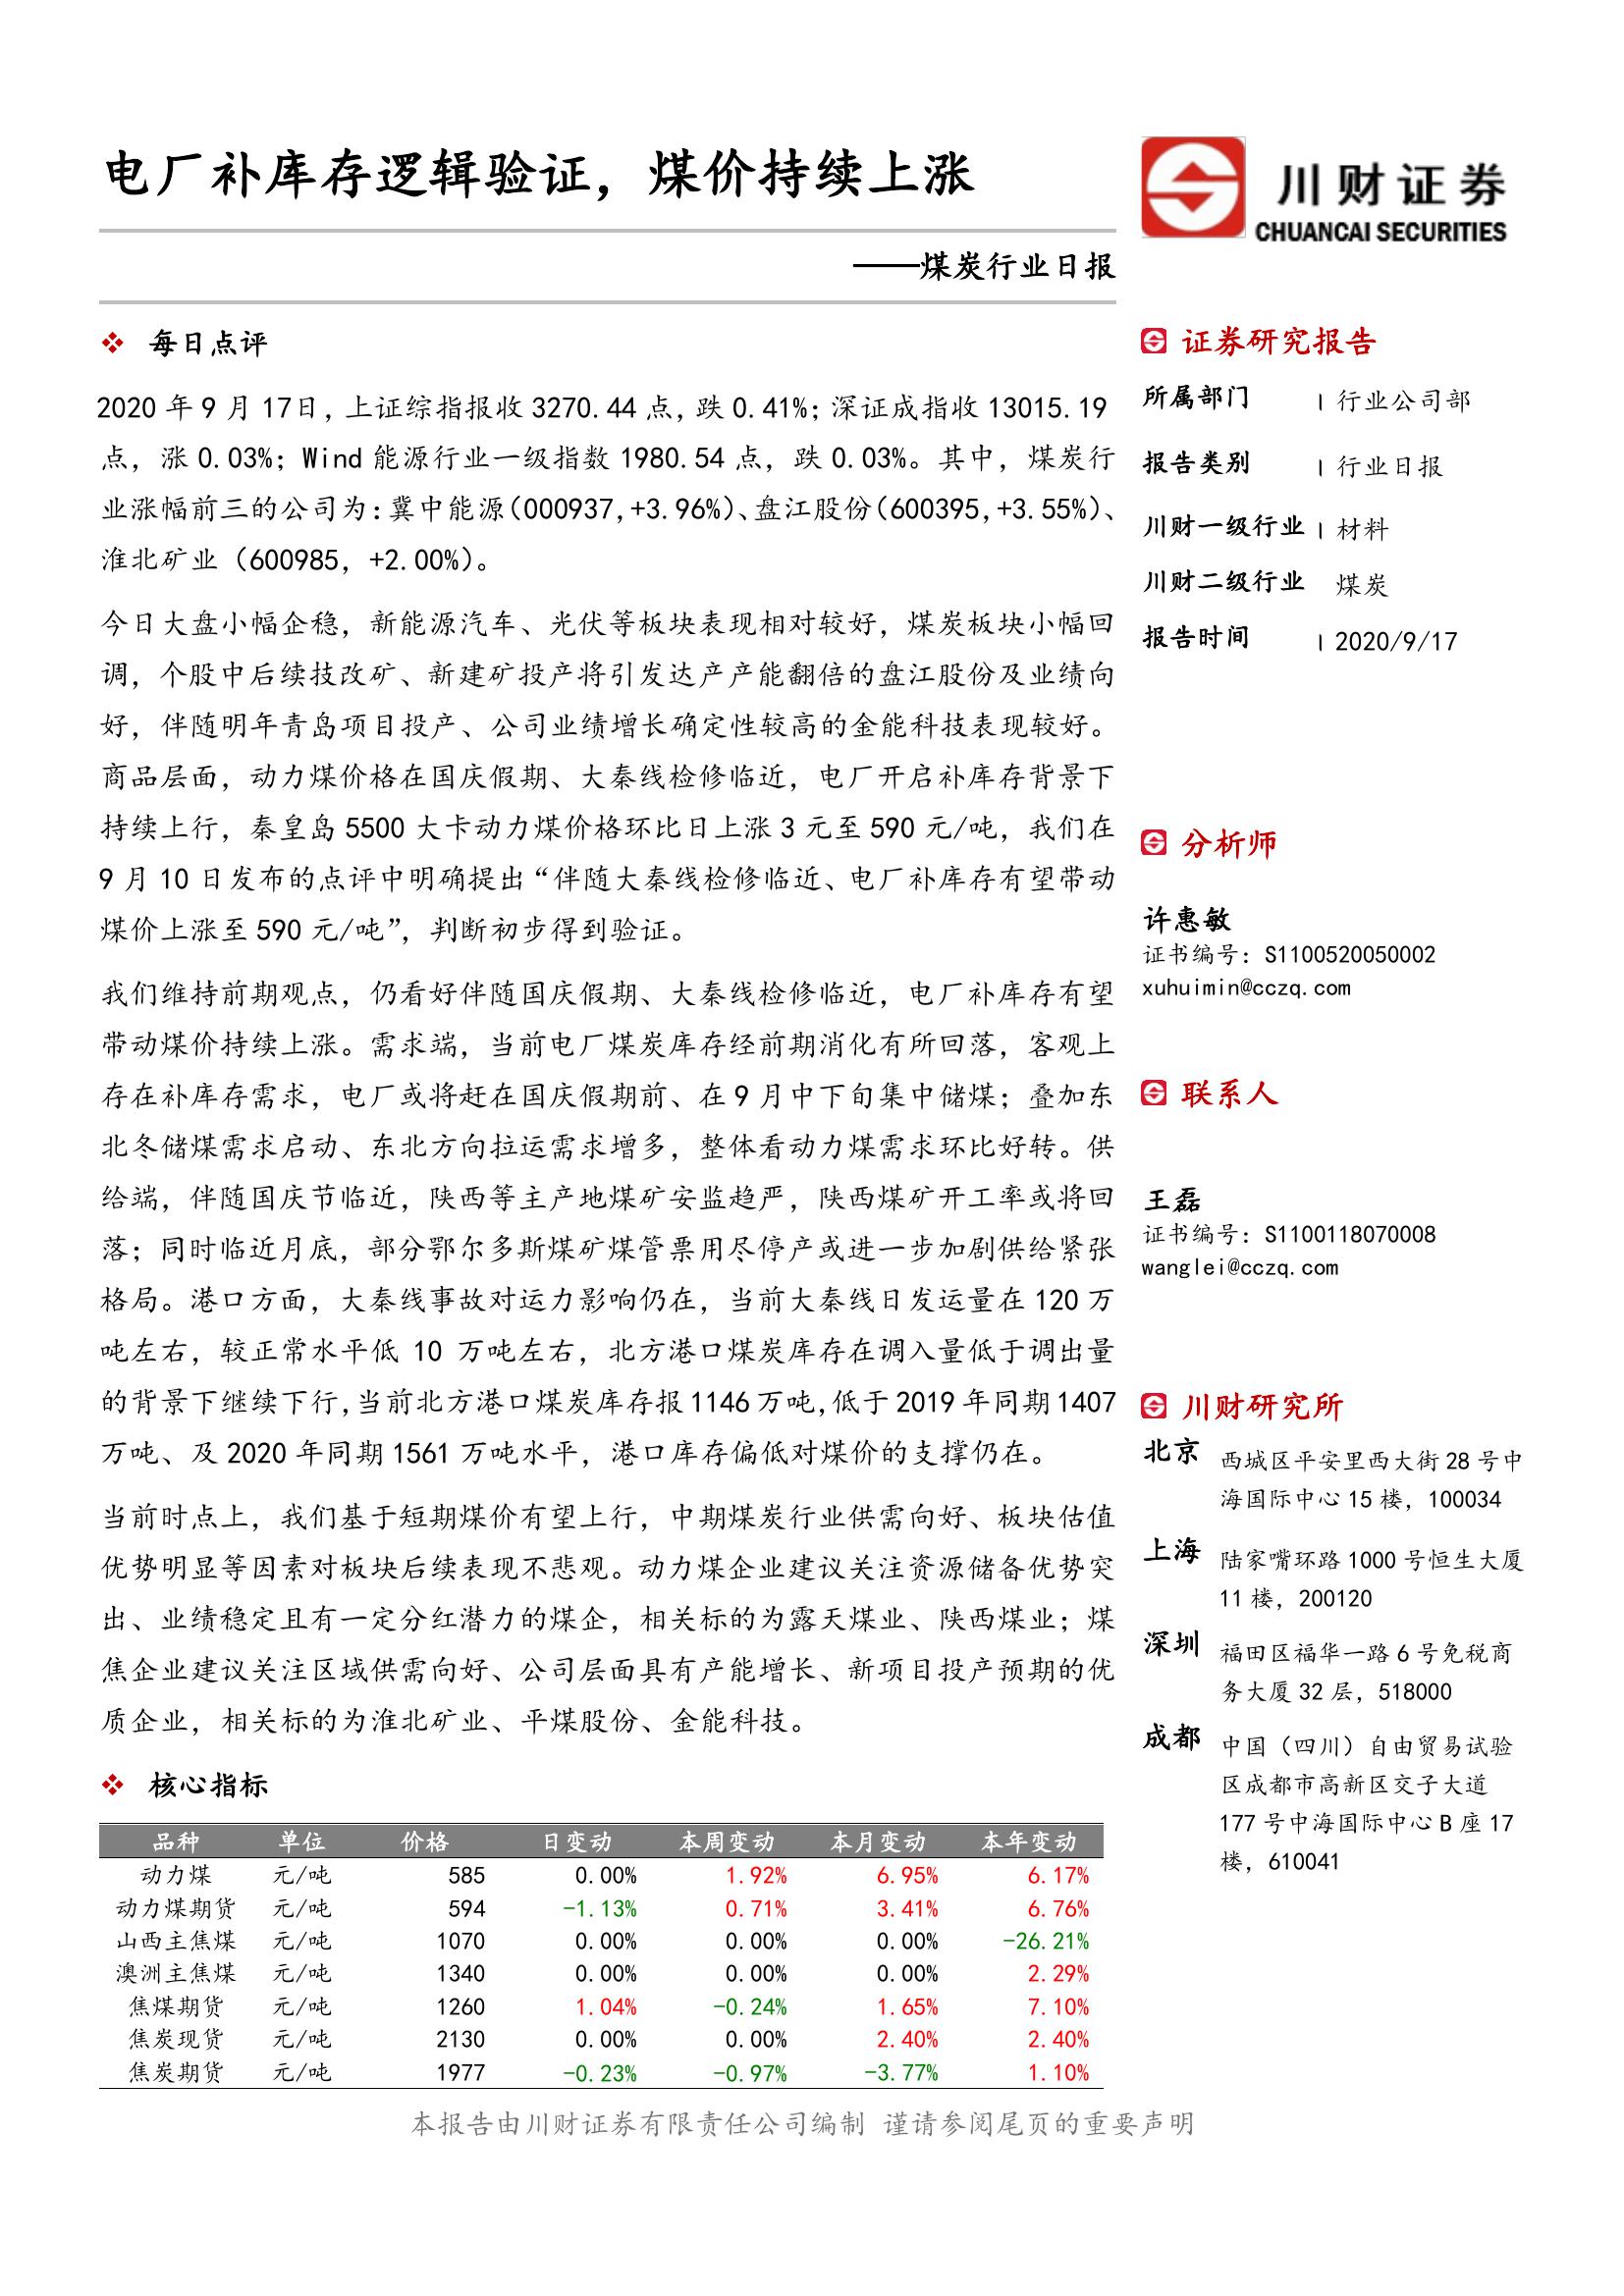 电厂补库存逻辑验证，煤价持续上涨
——煤炭行业日报
川财证券
CHUANCAI SECURITIES
每日点评
2020 年 9 月 17日，上证综指报收 3270.44 点，跌 0.41%；深证成指收 13015.19
点，涨 0.03%；Wind 能源行业一级指数 1980.54 点，跌 0.03%。其中，煤炭行
业涨幅前三的公司为：冀中能源（000937，+3.96%）、盘江股份（600395，+3.55%）、
淮北矿业（600985，+2.00%）。
今日大盘小幅企稳，新能源汽车、光伏等板块表现相对较好，煤炭板块小幅回
调，个股中后续技改矿、新建矿投产将引发达产产能翻倍的盘江股份及业绩向
好，伴随明年青岛项目投产、公司业绩增长确定性较高的金能科技表现较好。
商品层面，动力煤价格在国庆假期、大秦线检修临近，电厂开启补库存背景下
持续上行，秦皇岛 5500 大卡动力煤价格环比日上涨 3 元至 590 元/吨，我们在
9 月 10 日发布的点评中明确提出“伴随大秦线检修临近、电厂补库存有望带动
煤价上涨至 590 元/吨”，判断初步得到验证。
我们维持前期观点，仍看好伴随国庆假期、大秦线检修临近，电厂补库存有望
带动煤价持续上涨。需求端，当前电厂煤炭库存经前期消化有所回落，客观上
存在补库存需求，电厂或将赶在国庆假期前、在 9 月中下旬集中储煤；叠加东
北冬储煤需求启动、东北方向拉运需求增多，整体看动力煤需求环比好转。供
给端，伴随国庆节临近，陕西等主产地煤矿安监趋严，陕西煤矿开工率或将回
落；同时临近月底，部分鄂尔多斯煤矿煤管票用尽停产或进一步加剧供给紧张
格局。港口方面，大秦线事故对运力影响仍在，当前大秦线日发运量在 120 万
吨左右，较正常水平低 10 万吨左右，北方港口煤炭库存在调入量低于调出量
的背景下继续下行，当前北方港口煤炭库存报 1146 万吨，低于 2019 年同期 1407
万吨、及 2020 年同期 1561 万吨水平，港口库存偏低对煤价的支撑仍在。
当前时点上，我们基于短期煤价有望上行，中期煤炭行业供需向好、板块估值
优势明显等因素对板块后续表现不悲观。动力煤企业建议关注资源储备优势突
出、业绩稳定且有一定分红潜力的煤企，相关标的为露天煤业、陕西煤业；煤
焦企业建议关注区域供需向好、公司层面具有产能增长、新项目投产预期的优
质企业，相关标的为淮北矿业、平煤股份、金能科技。
核心指标
品种 单位 价格 日变动 本周变动 本月变动 本年变动
动力煤 元/吨 585 0.00% 1.92% 6.95% 6.17%
动力煤期货 元/吨 594 -1.13% 0.71% 3.41% 6.76%
山西主焦煤 元/吨 1070 0.00% 0.00% 0.00% -26.21%
澳洲主焦煤 元/吨 1340 0.00% 0.00% 0.00% 2.29%
焦煤期货 元/吨 1260 1.04% -0.24% 1.65% 7.10%
焦炭现货 元/吨 2130 0.00% 0.00% 2.40% 2.40%
焦炭期货 元/吨 1977 -0.23% -0.97% -3.77% 1.10%
证券研究报告
所属部门 | 行业公司部
报告类别 | 行业日报
川财一级行业 | 材料
川财二级行业 煤炭
报告时间 | 2020/9/17
分析师
许惠敏
证书编号：S1100520050002
xuhuimin@cczq.com
联系人
王磊
证书编号：S1100118070008
wanglei@cczq.com
川财研究所
北京 西城区平安里西大街 28 号中
海国际中心 15 楼，100034
上海 陆家嘴环路 1000 号恒生大厦
11 楼，200120
深圳 福田区福华一路 6 号免税商
务大厦 32 层，518000
成都 中国（四川）自由贸易试验
区成都市高新区交子大道
177 号中海国际中心 B 座 17
楼，610041
本报告由川财证券有限责任公司编制 谨请参阅尾页的重要声明